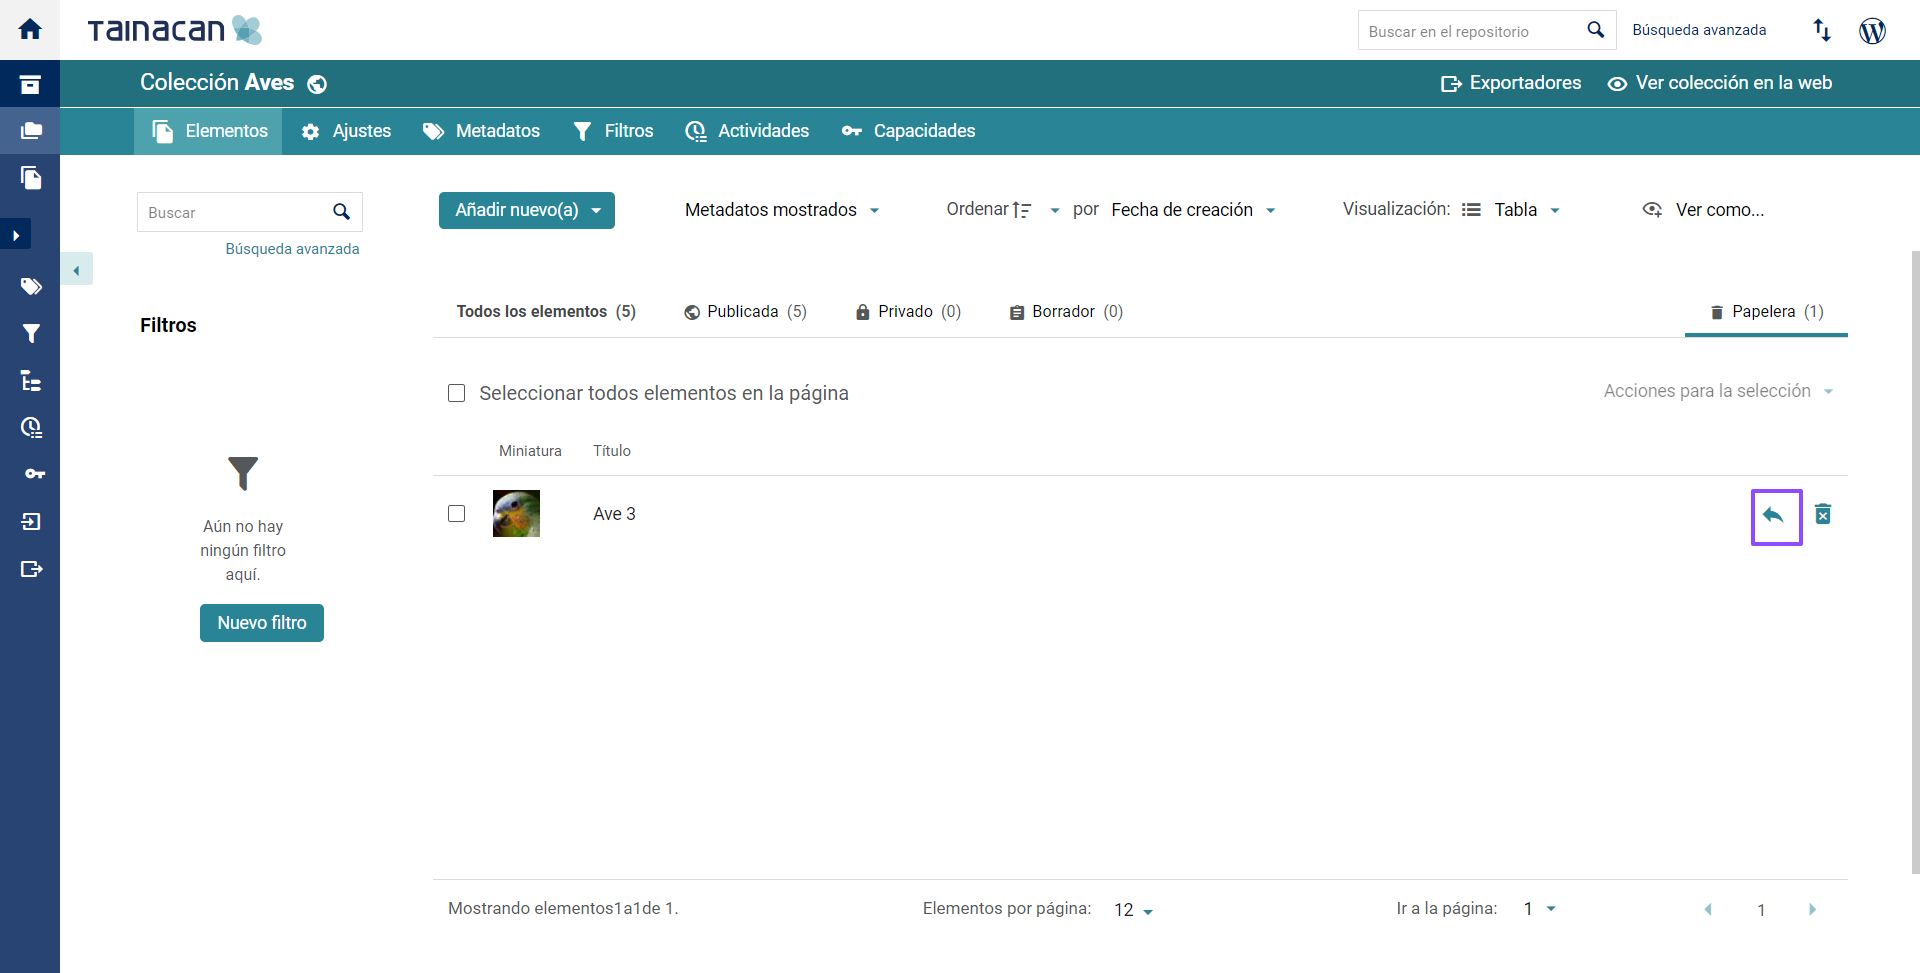 TAINACAN
Buscar en el repositorio
Búsqueda avanzada
Colección Aves
Exportadores
Ver colección en la web
Elementos
Ajustes
Metadatos
Filtros
Actividades
Capacidades
Buscar
Búsqueda avanzada
Añadir nuevo(a)
Metadatos mostrados
Ordenar
por
Fecha de creación
Visualización:
Tabla
Ver como...
Filtros
Todos los elementos (5)
Publicada (5)
Privado (0)
Borrador (0)
Papelera (1)
Seleccionar todos elementos en la página
Acciones para la selección
Miniatura
Título
Ave 3
Aún no hay
ningún filtro
aquí.
Nuevo filtro
Mostrando elementos1a1de 1.
Elementos por página:
12
Ir a la página:
1
1